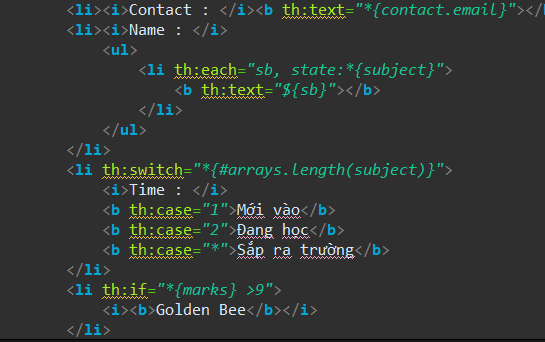 <li><i>Contact : </i><b th:text="*{contact.email}"></
<li><i>Name : </i>
<ul>
<li th:each="sb, state:*{subject}">
<b th:text="${sb}"></b>
</li>
</ul>
</li>
<li th:switch="*{#arrays.length(subject)}">
<i>Time : </i>
<b th:case="1">Mới vào</b>
<b th:case="2">Đang học</b>
<b th:case="*">Sắp ra trường</b>
</li>
<li th:if="*{marks} >9">
<i><b>Golden Bee</b></i>
</li>